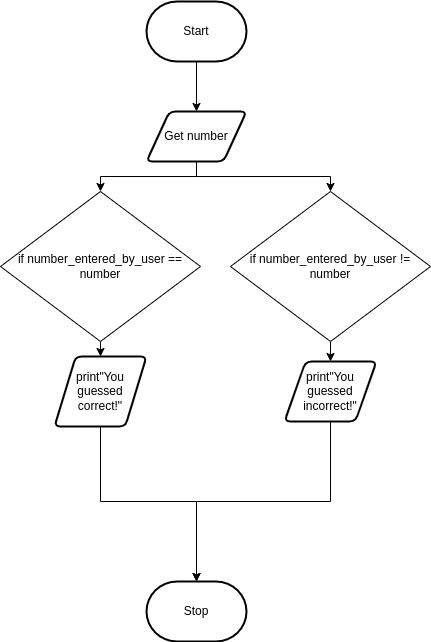 Start
Get number
if number_entered_by_user ==
number
if number_entered_by_user !=
number
print"You
guessed
correct!"
print"You
guessed
incorrect!"
Stop